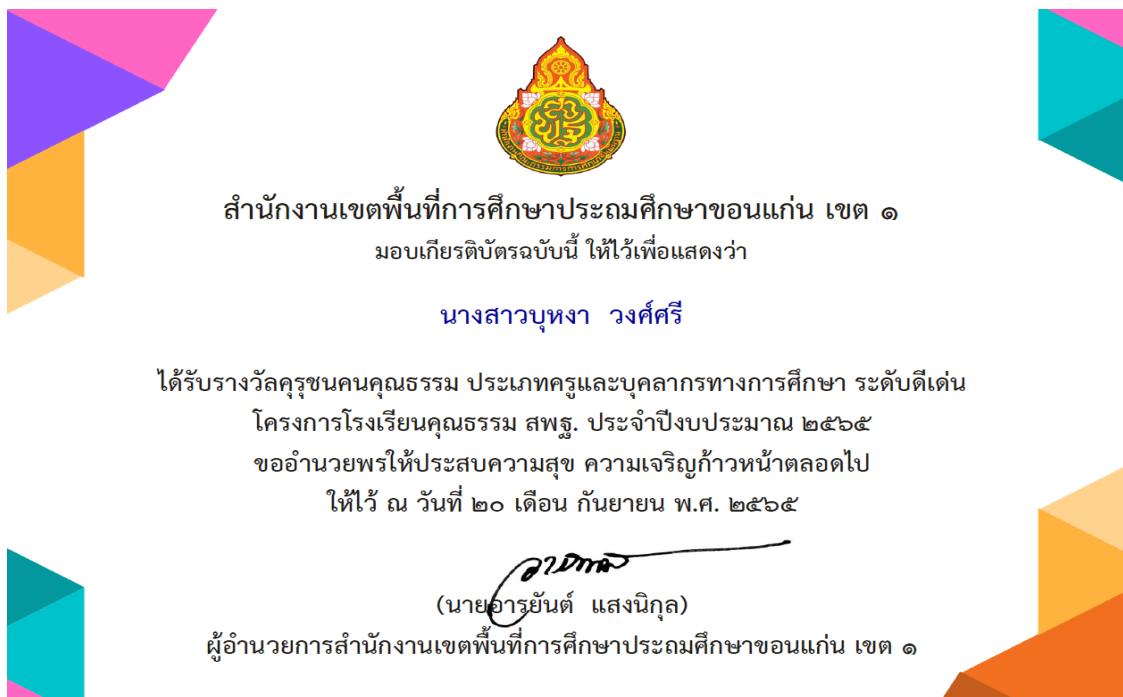 สำนักงานเขตพื้นที่การศึกษาประถมศึกษาขอนแก่น เขต ๑
มอบเกียรติบัตรฉบับนี้ ให้ไว้เพื่อแสดงว่า
นางสาวบุหงา วงศ์ศรี
ได้รับรางวัลคุรุชนคนคุณธรรม ประเภทครูและบุคลากรทางการศึกษา ระดับดีเด่น
โครงการโรงเรียนคุณธรรม สพฐ. ประจำปีงบประมาณ ๒๕๖๕
ขออำนวยพรให้ประสบความสุข ความเจริญก้าวหน้าตลอดไป
ให้ไว้ ณ วันที่ ๒๐ เดือน กันยายน พ.ศ. ๒๕๖๕
(นายอารยันต์ แสงนิกุล)
ผู้อำนวยการสำนักงานเขตพื้นที่การศึกษาประถมศึกษาขอนแก่น เขต ๑